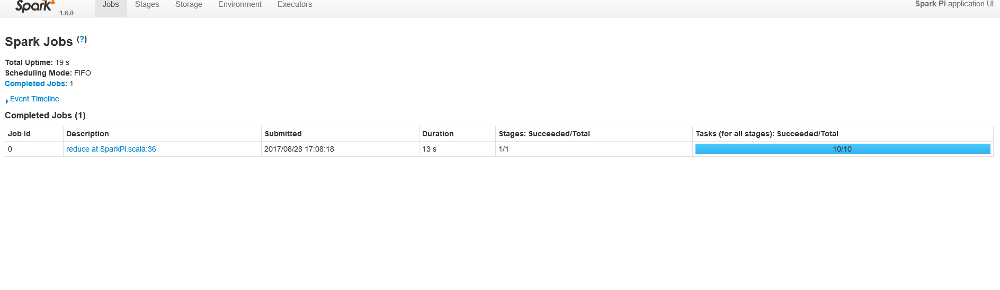 Spark 1.6.0 Jobs Stages Storage Environment Executors Spark Pi application UI
Spark Jobs (?)
Total Uptime: 19 s
Scheduling Mode: FIFO
Completed Jobs: 1
Event Timeline
Completed Jobs (1)
Job Id Description Submitted Duration Stages: Succeeded/Total Tasks (for all stages): Succeeded/Total
0 reduce at SparkPi.scala:36 2017/08/28 17:08:18 13 s 1/1 10/10